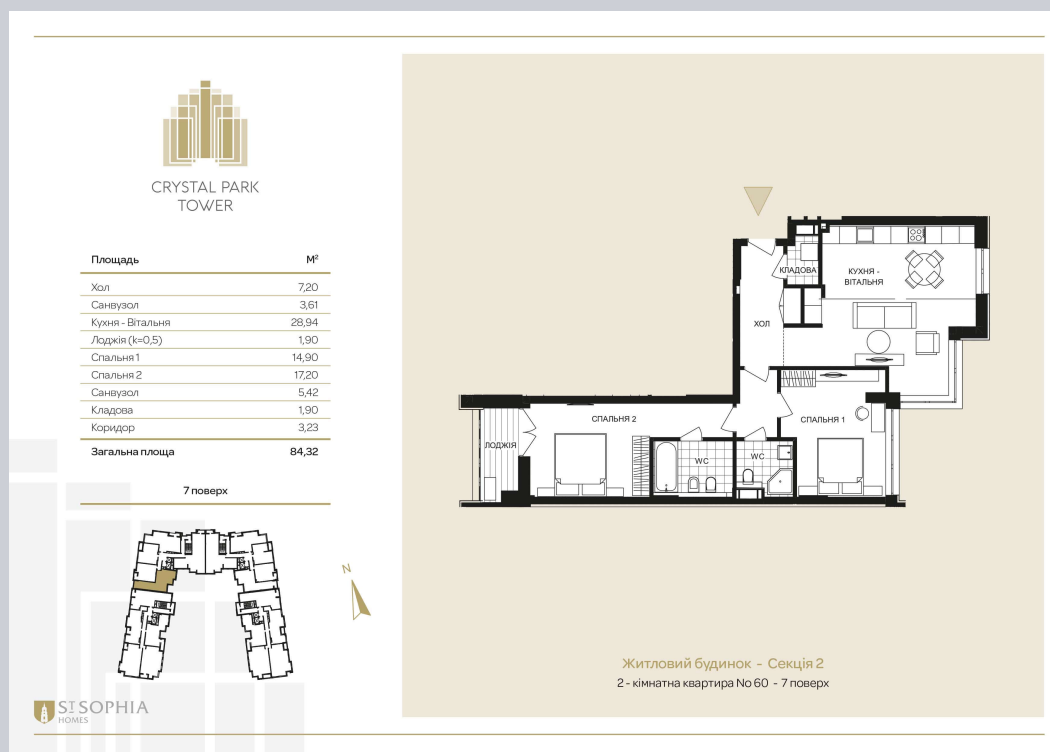 CRYSTAL PARK
TOWER
Площадь М²
Хол 7,20
Санвузол 3,61
Кухня - Вітальня 28,94
Лоджія (k=0,5) 1,90
Спальня 1 14,90
Спальня 2 17,20
Санвузол 5,42
Кладова 1,90
Коридор 3,23
Загальна площа 84,32
7 поверх
N
ST SOPHIA
HOMES
КЛАДОВА
КУХНЯ -
ВІТАЛЬНЯ
ХОЛ
СПАЛЬНЯ 2
СПАЛЬНЯ 1
ЛОДЖІЯ
WC
WC
Житловий будинок - Секція 2
2 - кімнатна квартира No 60 - 7 поверх